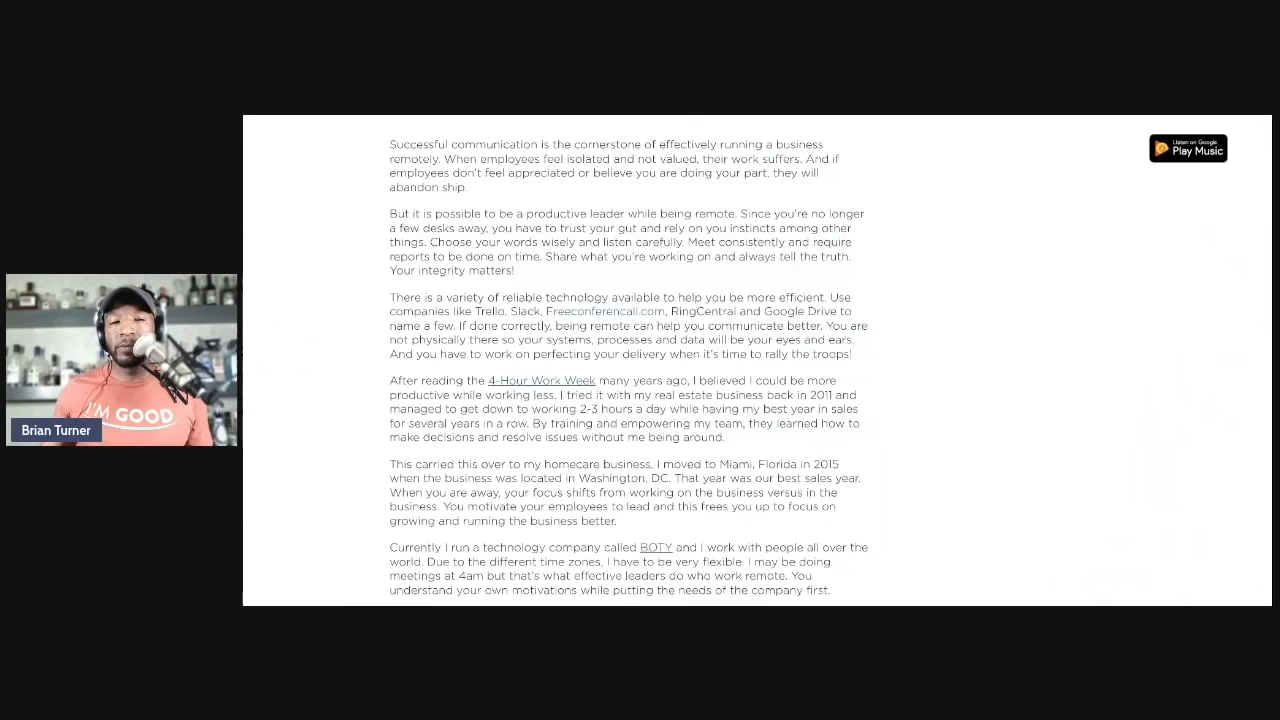 Successful communication is the cornerstone of effectively running a business
remotely. When employees feel isolated and not valued, their work suffers. And if
employees don't feel appreciated or believe you are doing your part, they will
abandon ship.
But it is possible to be a productive leader while being remote. Since you're no longer
a few desks away, you have to trust your gut and rely on you instincts among other
things. Choose your words wisely and listen carefully. Meet consistently and require
reports to be done on time. Share what you're working on and always tell the truth.
Your integrity matters!
There is a variety of reliable technology available to help you be more efficient. Use
companies like Trello, Slack, Freeconferencall.com, RingCentral and Google Drive to
name a few. If done correctly, being remote can help you communicate better. You are
not physically there so your systems, processes and data will be your eyes and ears.
And you have to work on perfecting your delivery when it's time to rally the troops!
After reading the 4-Hour Work Week many years ago, I believed I could be more
productive while working less. I tried it with my real estate business back in 2011 and
managed to get down to working 2-3 hours a day while having my best year in sales
for several years in a row. By training and empowering my team, they learned how to
make decisions and resolve issues without me being around.
This carried this over to my homecare business, I moved to Miami, Florida in 2015
when the business was located in Washington, DC. That year was our best sales year.
When you are away, your focus shifts from working on the business versus in the
business. You motivate your employees to lead and this frees you up to focus on
growing and running the business better.
Currently I run a technology company called BOTY and I work with people all over the
world. Due to the different time zones, I have to be very flexible. I may be doing
meetings at 4am but that's what effective leaders do who work remote. You
understand your own motivations while putting the needs of the company first.
Listen on Google
Play Music
I'M GOOD
Brian Turner